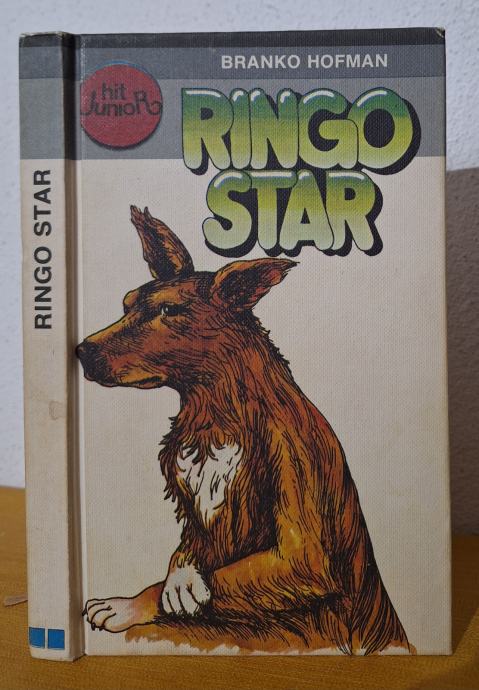 BRANKO HOFMAN
hit
JunioR
RINGO
STAR
RINGO STAR